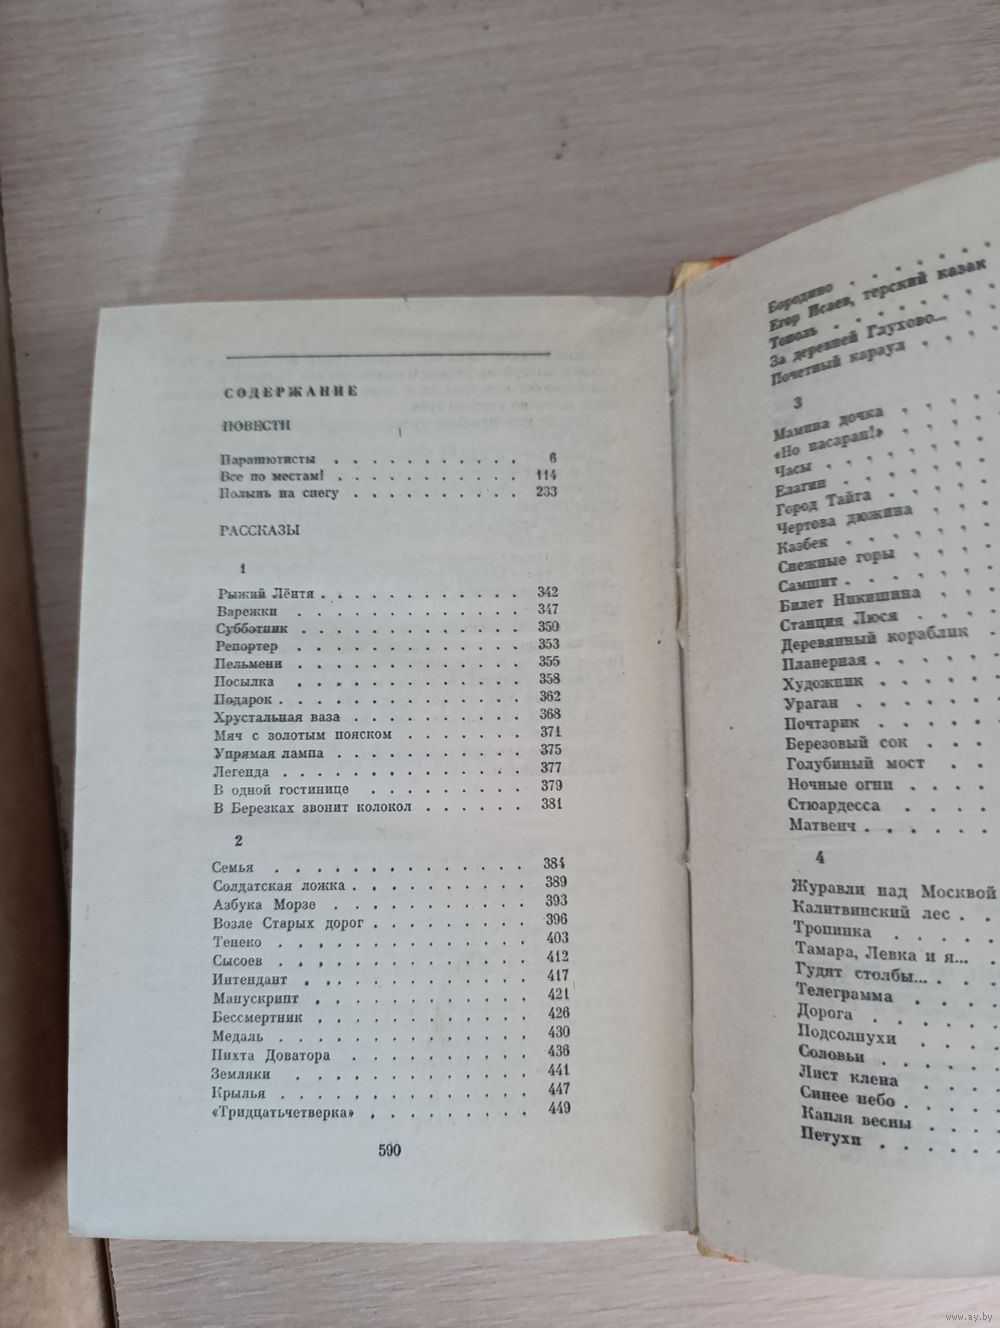 СОДЕРЖАНИЕ
ПОВЕСТИ
Парашютисты . . . . . . . . . . 6
Все по местам! . . . . . . . . . . 114
Полынь на снегу . . . . . . . . . 233
РАССКАЗЫ
1
Рыжий Лёнтя . . . . . . . . . . . 342
Варежки . . . . . . . . . . . . 347
Субботник . . . . . . . . . . . . 350
Репортер . . . . . . . . . . . . 353
Пельмени . . . . . . . . . . . . 355
Посылка . . . . . . . . . . . . 358
Подарок . . . . . . . . . . . . . 362
Хрустальная ваза . . . . . . . . . 368
Мяч с золотым пояском . . . . . . 371
Упрямая лампа . . . . . . . . . . 375
Легенда . . . . . . . . . . . . . 377
В одной гостинице . . . . . . . . 379
В Березках звонит колокол . . . . . 381
2
Семья . . . . . . . . . . . . 384
Солдатская ложка . . . . . . . . . 389
Азбука Морзе . . . . . . . . . . 393
Возле Старых дорог . . . . . . . . 396
Тенеко . . . . . . . . . . . . . 403
Сысоев . . . . . . . . . . . . . 412
Интендант . . . . . . . . . . . 417
Манускрипт . . . . . . . . . . . 421
Бессмертник . . . . . . . . . . . 426
Медаль . . . . . . . . . . . . . 430
Пихта Доватора . . . . . . . . . 436
Земляки . . . . . . . . . . . . 441
Крылья . . . . . . . . . . . . . 447
«Тридцатьчетверка» . . . . . . . . 449
590
Бородино . . . . . .
Егор Исаев, терский казак
Тополь . . . . . . .
За деревней Глухово... . .
Почетный караул . . . .
3
Мамина дочка . . . .
«Но пасаран!» . . . .
Часы . . . . . . .
Елагин . . . . . . .
Город Тайга . . . . .
Чертова дюжина . . . .
Казбек . . . . . . .
Снежные горы . . . .
Самшит . . . . . . .
Билет Никишина . . .
Станция Люся . . . .
Деревянный кораблик .
Планерная . . . . . .
Художник . . . . . .
Ураган . . . . . . .
Почтарик . . . . . .
Березовый сок . . . .
Голубиный мост . .
Ночные огни . . . .
Стюардесса . . . .
Матвеич . . . . . .
4
Журавли над Москвой
Калитвинский лес . .
Тропинка . . . . .
Тамара, Левка и я... .
Гудят столбы... . . .
Телеграмма . . . .
Дорога . . . . . .
Подсолнухи . . . .
Соловьи . . . . . .
Лист клена . . . .
Синее небо . . . . .
Капля весны . . . .
Петухи . . . . . .
www.ay.by